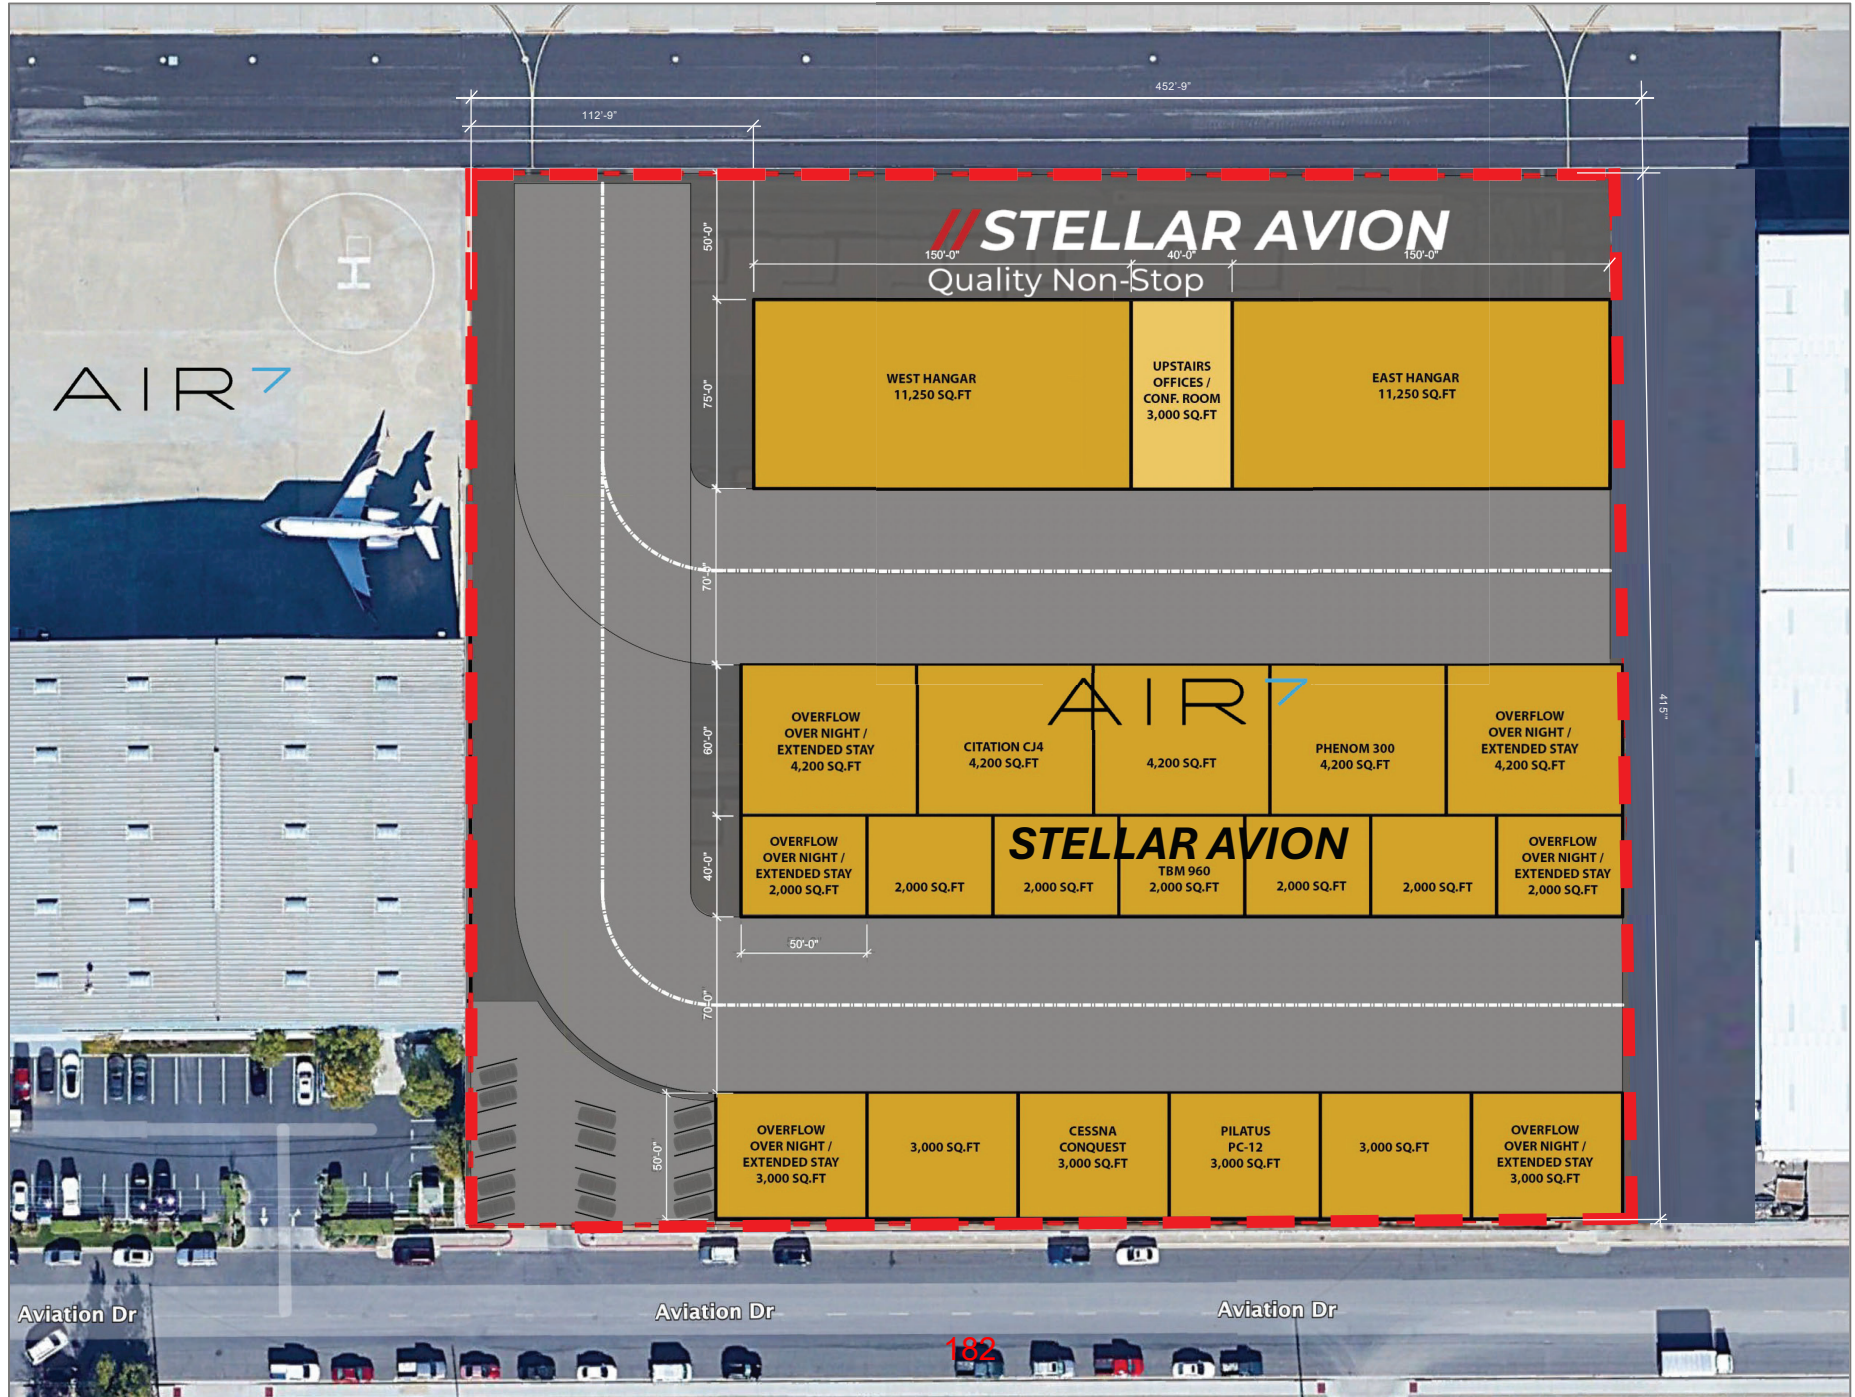 452'-9"
112'-9"
//STELLAR AVION
150'-0"
40'-0"
150'-0"
Quality Non-Stop
50'-0"
H
AIR7
WEST HANGAR
11,250 SQ.FT
UPSTAIRS
OFFICES /
CONF. ROOM
3,000 SQ.FT
EAST HANGAR
11,250 SQ.FT
75'-0"
70'-0"
AIR7
OVERFLOW
OVER NIGHT /
EXTENDED STAY
4,200 SQ.FT
CITATION CJ4
4,200 SQ.FT
4,200 SQ.FT
PHENOM 300
4,200 SQ.FT
OVERFLOW
OVER NIGHT /
EXTENDED STAY
4,200 SQ.FT
60'-0"
415'
STELLAR AVION
OVERFLOW
OVER NIGHT /
EXTENDED STAY
2,000 SQ.FT
2,000 SQ.FT
2,000 SQ.FT
TBM 960
2,000 SQ.FT
2,000 SQ.FT
2,000 SQ.FT
OVERFLOW
OVER NIGHT /
EXTENDED STAY
2,000 SQ.FT
40'-0"
50'-0"
70'-0"
50'-0"
OVERFLOW
OVER NIGHT /
EXTENDED STAY
3,000 SQ.FT
3,000 SQ.FT
CESSNA
CONQUEST
3,000 SQ.FT
PILATUS
PC-12
3,000 SQ.FT
3,000 SQ.FT
OVERFLOW
OVER NIGHT /
EXTENDED STAY
3,000 SQ.FT
Aviation Dr
Aviation Dr
Aviation Dr
182